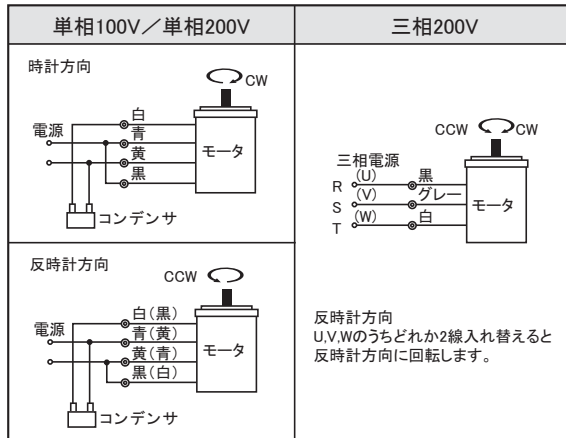 単相100V／単相200V
三相200V
時計方向
CW
白
電源
青
黄
モータ
黒
コンデンサ
反時計方向
CCW
白(黒)
電源
青(黄)
黄(青)
モータ
黒(白)
コンデンサ
CCW CW
三相電源
R (U) 黒
S (V) グレー
モータ
T (W) 白
反時計方向
U,V,Wのうちどれか2線入れ替えると
反時計方向に回転します。